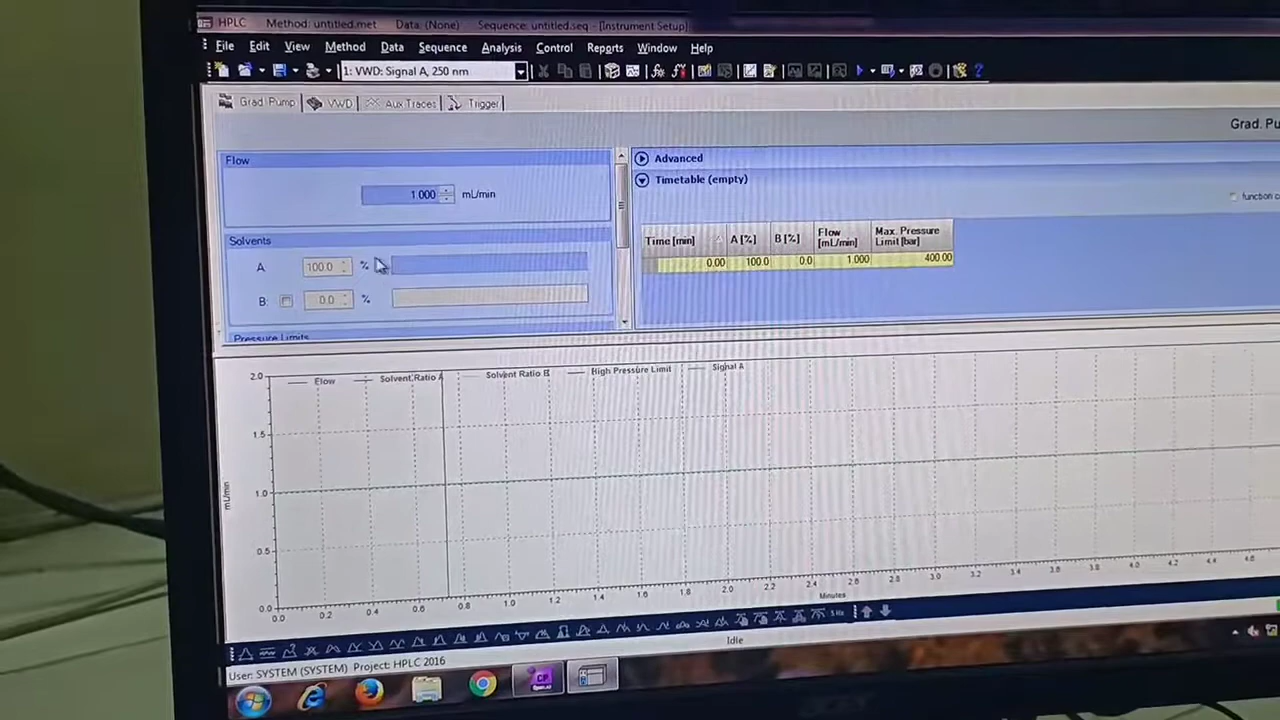 HPLC Method: untitled.met Data: (None) Sequence: untitled.seq - [Instrument Setup]
File Edit View Method Data Sequence Analysis Control Reports Window Help
1: VWD: Signal A, 250 nm
Grad. Pump VWD Aux Traces Trigger
Grad. Pu
Flow
1.000 mL/min
Solvents
A 100.0 %
B: 0.0 %
Pressure Limits
Advanced
Timetable (empty)
function c
Time [min] A [%] B [%] Flow [mL/min] Max. Pressure Limit [bar]
0.00 100.0 0.0 1.000 400.00
Flow Solvent Ratio A Solvent Ratio B High Pressure Limit Signal A
2.0
1.5
1.0
0.5
0.0
mL/min
0.0 0.2 0.4 0.6 0.8 1.0 1.2 1.4 1.6 1.8 2.0 2.2 2.4 2.6 2.8 3.0 3.2 3.4 3.6 3.8 4.0 4.2 4.4 4.6
Minutes
Idle
User: SYSTEM (SYSTEM) Project: HPLC 2016